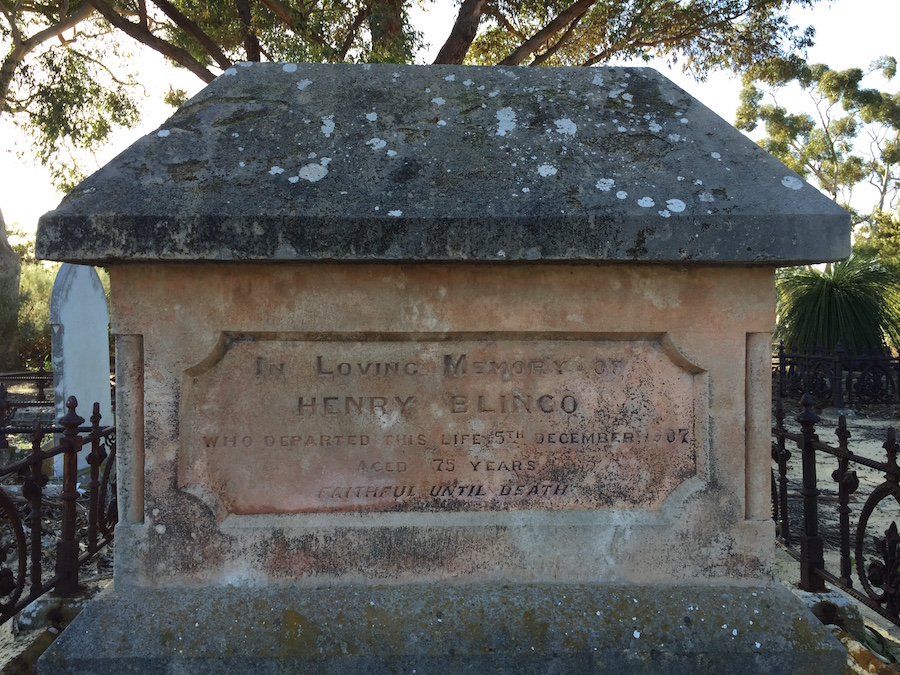 In Loving Memory of
HENRY BLINCO
WHO DEPARTED THIS LIFE 5TH DECEMBER, 1907.
AGED 75 YEARS.
FAITHFUL UNTIL DEATH.